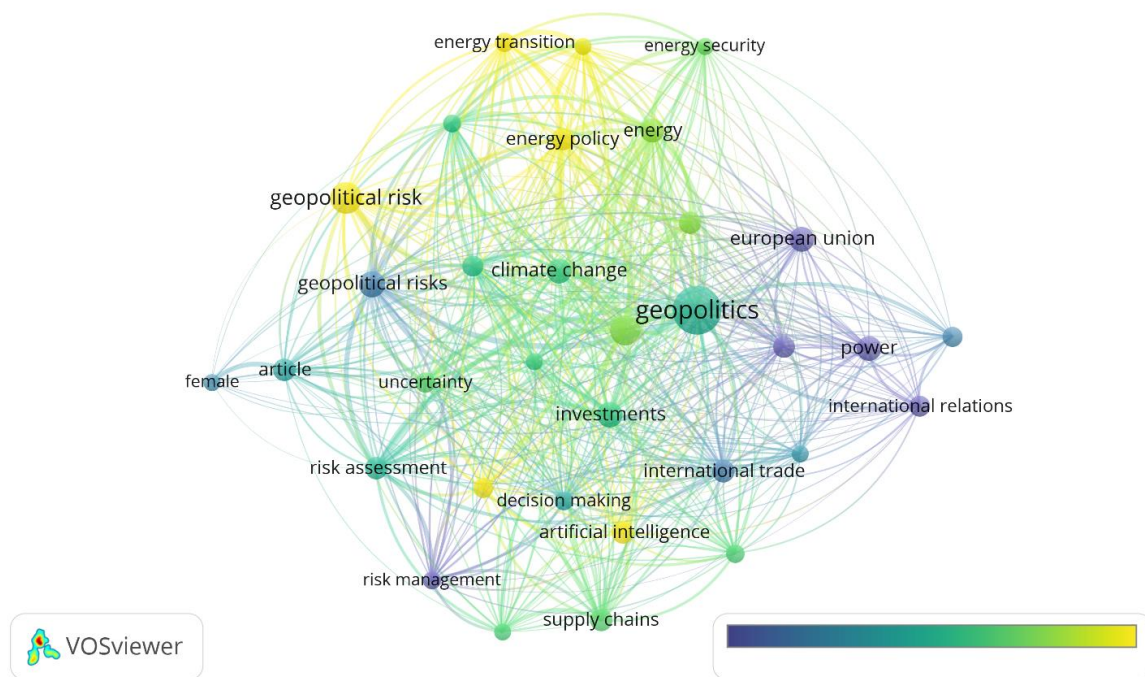 energy transition
energy security
energy policy
energy
geopolitical risk
european union
climate change
geopolitical risks
geopolitics
power
article
female
uncertainty
international relations
investments
risk assessment
international trade
decision making
artificial intelligence
risk management
supply chains
VOSviewer